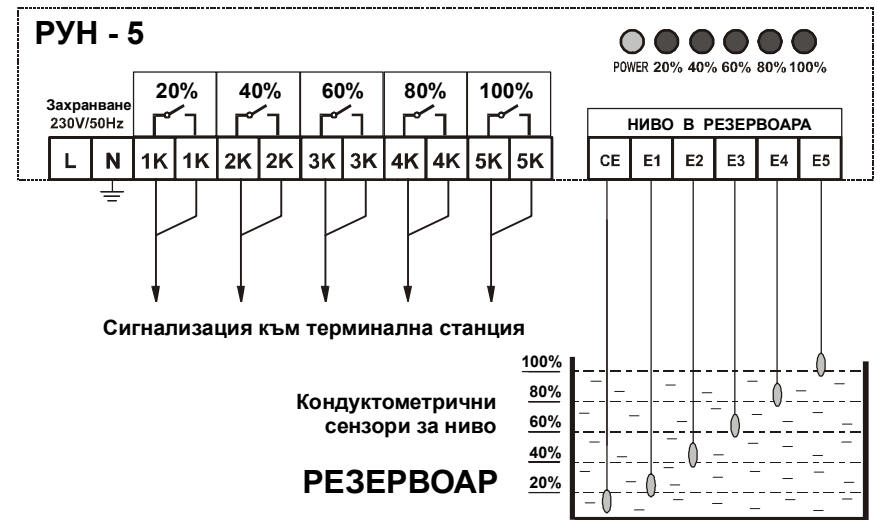 РУН - 5
POWER 20% 40% 60% 80% 100%
20% 40% 60% 80% 100%
Захранване
230V/50Hz
НИВО В РЕЗЕРВОАРА
L N 1K 1K 2K 2K 3K 3K 4K 4K 5K 5K
CE E1 E2 E3 E4 E5
Сигнализация към терминална станция
100%
80%
60%
40%
20%
Кондуктометрични
сензори за ниво
РЕЗЕРВОАР